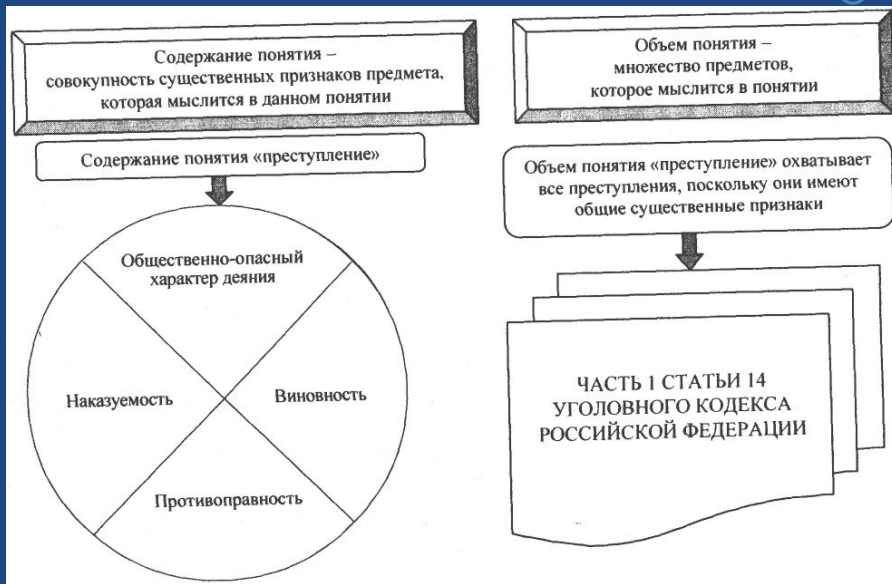 Содержание понятия –
совокупность существенных признаков предмета,
которая мыслится в данном понятии
Содержание понятия «преступление»
Общественно-опасный
характер деяния
Наказуемость
Виновность
Противоправность
Объем понятия –
множество предметов,
которое мыслится в понятии
Объем понятия «преступление» охватывает
все преступления, поскольку они имеют
общие существенные признаки
ЧАСТЬ 1 СТАТЬИ 14
УГОЛОВНОГО КОДЕКСА
РОССИЙСКОЙ ФЕДЕРАЦИИ